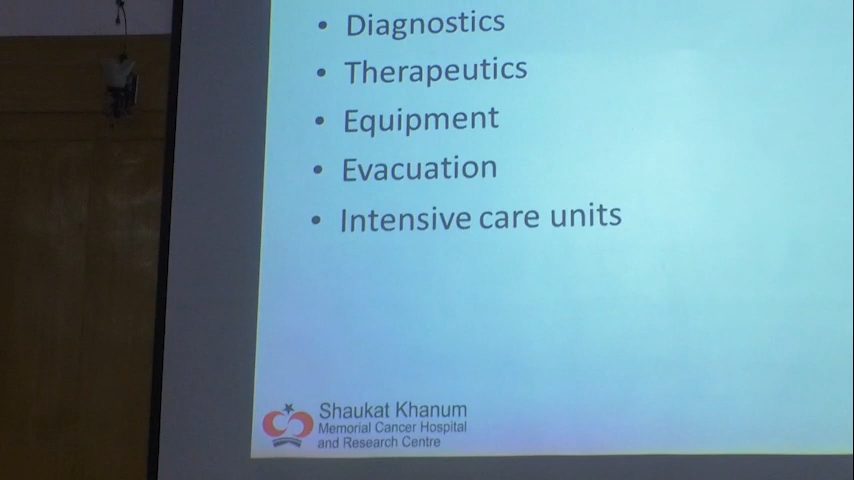 • Diagnostics
• Therapeutics
• Equipment
• Evacuation
• Intensive care units
Shaukat Khanum
Memorial Cancer Hospital
and Research Centre